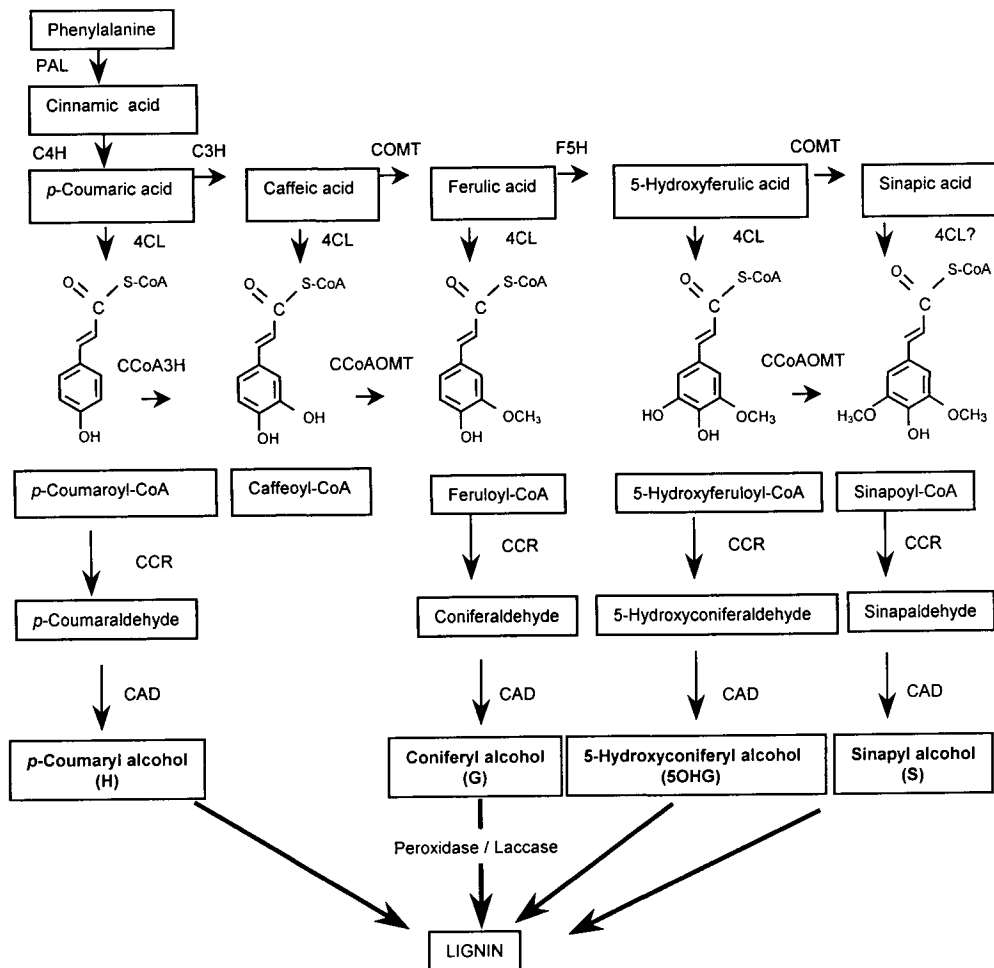 Phenylalanine
PAL
Cinnamic acid
C4H
C3H
COMT
F5H
COMT
p-Coumaric acid
Caffeic acid
Ferulic acid
5-Hydroxyferulic acid
Sinapic acid
4CL
4CL
4CL
4CL
4CL?
O
S-CoA
C
O
S-CoA
C
O
S-CoA
C
O
S-CoA
C
O
S-CoA
C
CCoA3H
CCoAOMT
CCoAOMT
OH
OH
OH
OCH3
OH
HO
OCH3
OH
H3CO
OCH3
OH
p-Coumaroyl-CoA
Caffeoyl-CoA
Feruloyl-CoA
5-Hydroxyferuloyl-CoA
Sinapoyl-CoA
CCR
CCR
CCR
CCR
p-Coumaraldehyde
Coniferaldehyde
5-Hydroxyconiferaldehyde
Sinapaldehyde
CAD
CAD
CAD
CAD
p-Coumaryl alcohol
(H)
Coniferyl alcohol
(G)
5-Hydroxyconiferyl alcohol
(5OHG)
Sinapyl alcohol
(S)
Peroxidase / Laccase
LIGNIN